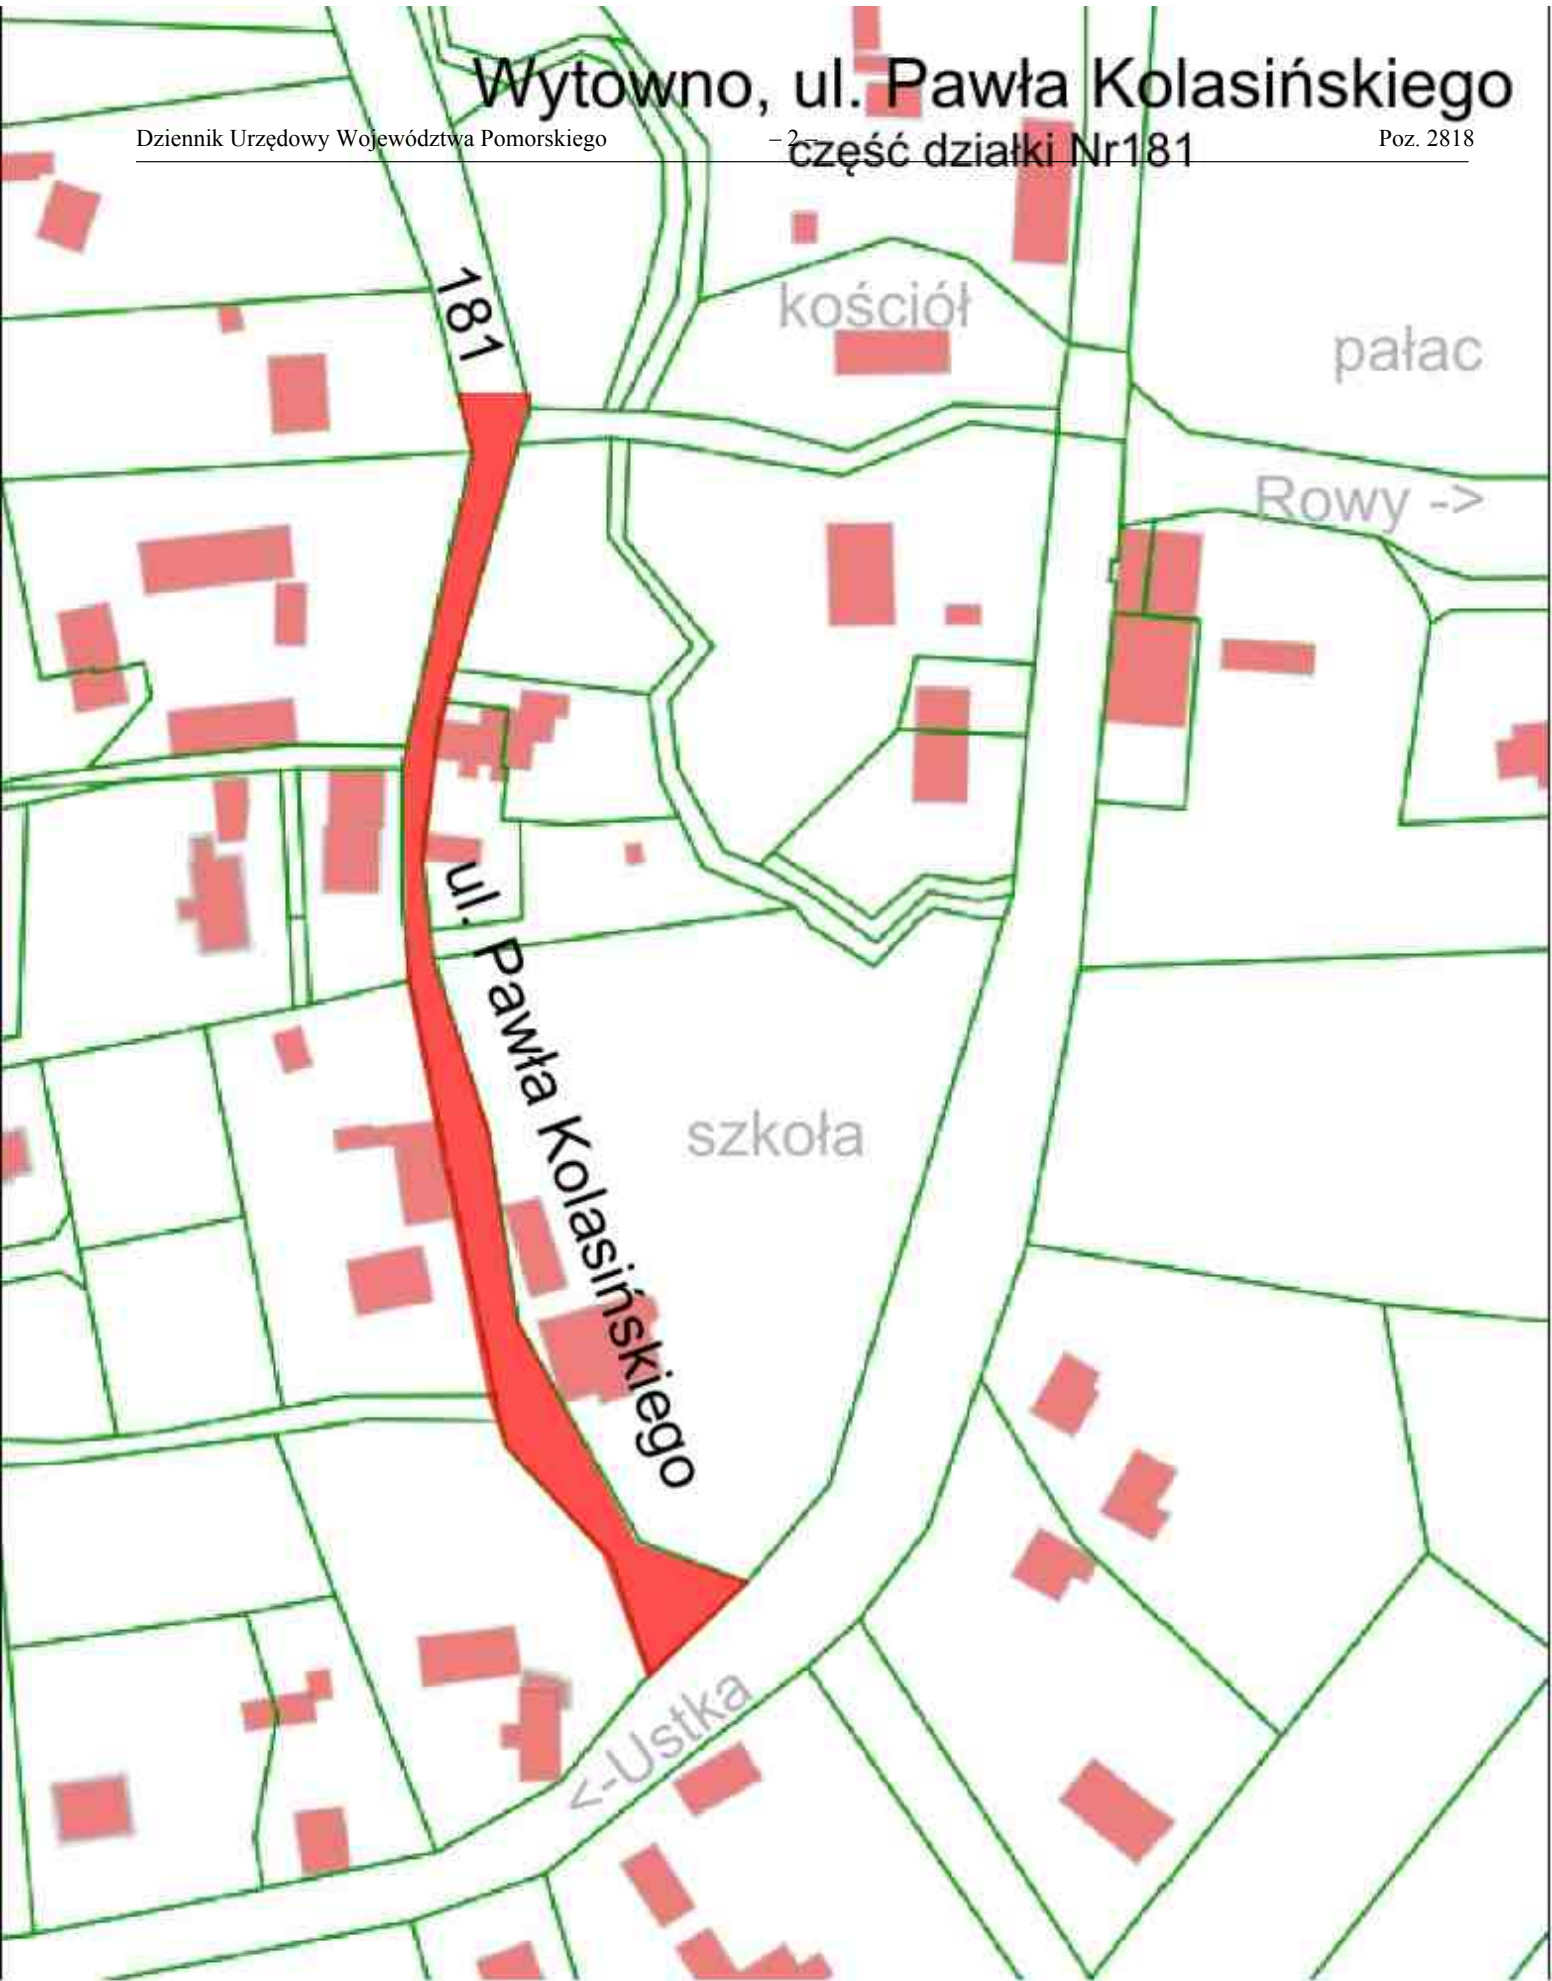 Wytowno, ul. Pawła Kolasińskiego
Dziennik Urzędowy Województwa Pomorskiego – 2 – Poz. 2818
część działki Nr181
181
kościół
pałac
Rowy ->
ul. Pawła Kolasińskiego
szkoła
<-Ustka